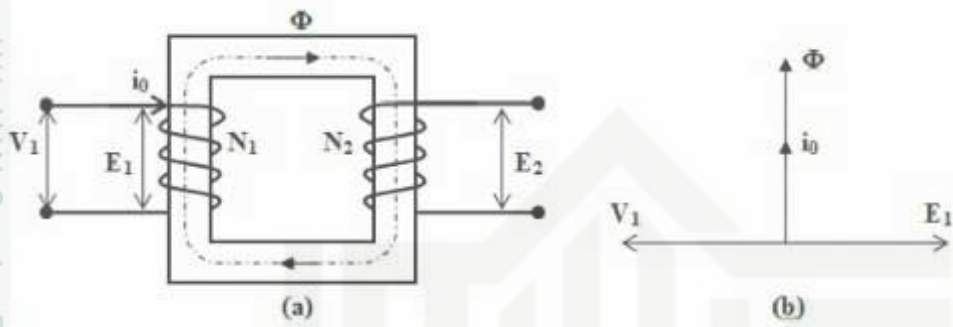 Φ
i₀
V₁
E₁
N₁
N₂
E₂
(a)
Φ
i₀
V₁
E₁
(b)